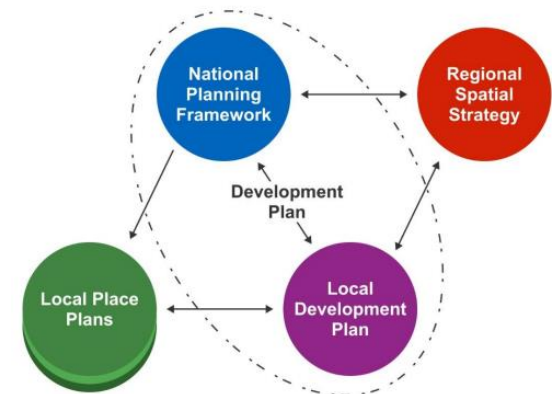 National
Planning
Framework
Regional
Spatial
Strategy
Development
Plan
Local Place
Plans
Local
Development
Plan